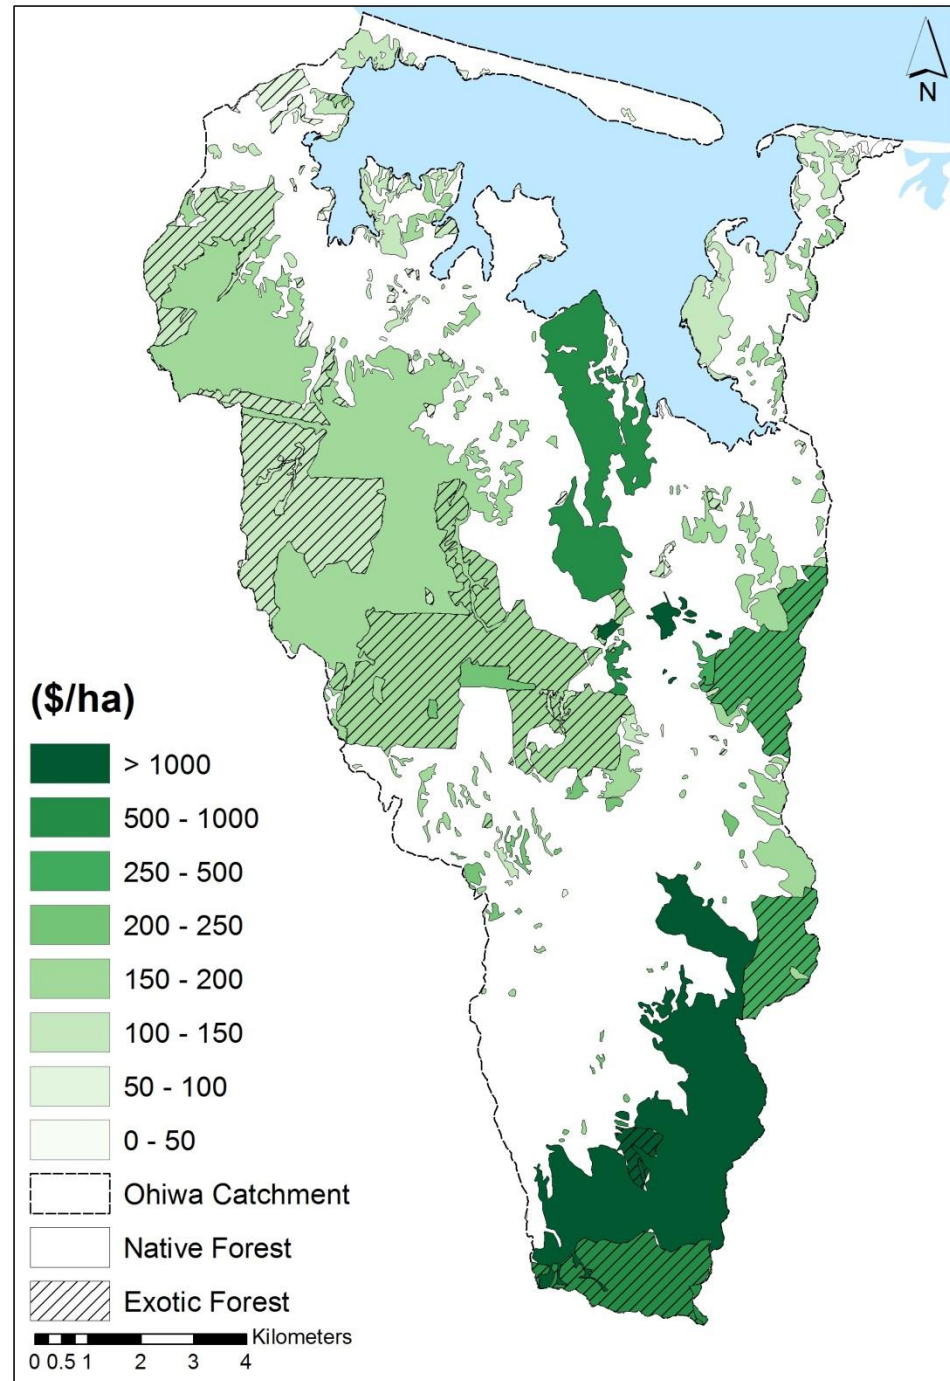 N
($/ha)
> 1000
500 - 1000
250 - 500
200 - 250
150 - 200
100 - 150
50 - 100
0 - 50
Ohiwa Catchment
Native Forest
Exotic Forest
Kilometers
0 0.5 1 2 3 4